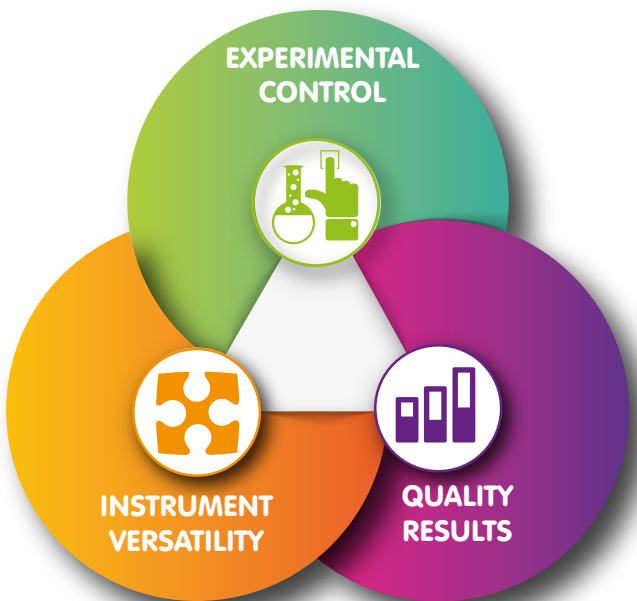 EXPERIMENTAL
CONTROL
INSTRUMENT
VERSATILITY
QUALITY
RESULTS